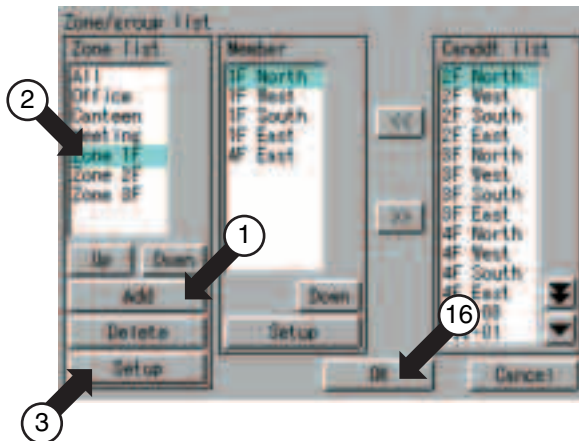 Zone/group list
Zone list
All
Office
Canteen
Meeting
Zone 1F
Zone 2F
Zone 3F
Up
Down
Add
Delete
Setup
Member
1F North
1F West
1F South
1F East
4F East
Down
Setup
<<
>>
Canddt. list
2F North
2F West
2F South
2F East
3F North
3F West
3F South
3F East
4F North
4F West
4F South
4F East
OK
Cancel
2
1
16
3